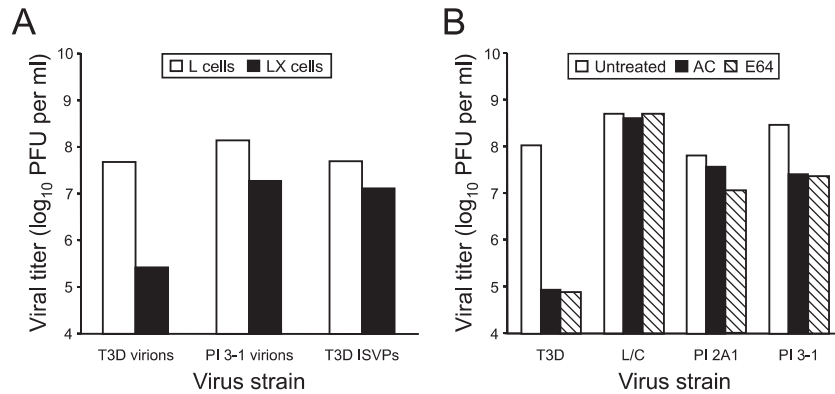 A
Viral titer (log10 PFU per ml)
10
9
8
7
6
5
4
L cells LX cells
T3D virions PI 3-1 virions T3D ISVPs
Virus strain
B
Viral titer (log10 PFU per ml)
10
9
8
7
6
5
4
Untreated AC E64
T3D L/C PI 2A1 PI 3-1
Virus strain